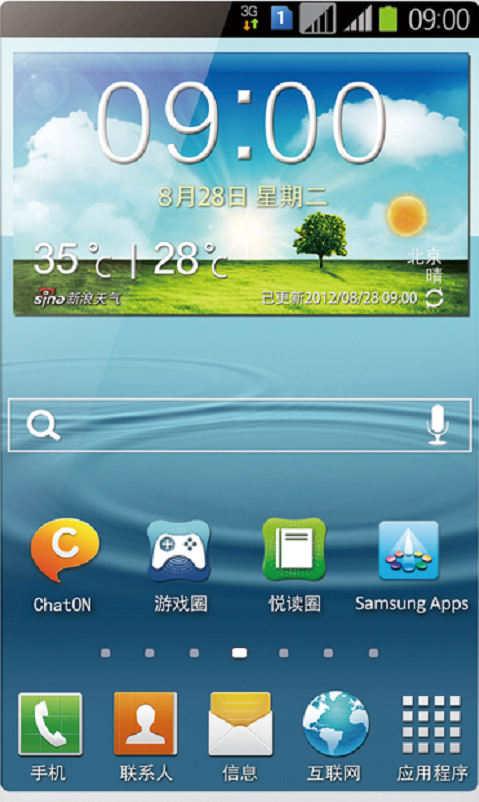 3G 1 09:00
09:00
8月28日 星期二
35℃ | 28℃
北京
晴
sina新浪天气 已更新2012/08/28 09:00
C
ChatON 游戏圈 悦读圈 Samsung Apps
手机 联系人 信息 互联网 应用程序